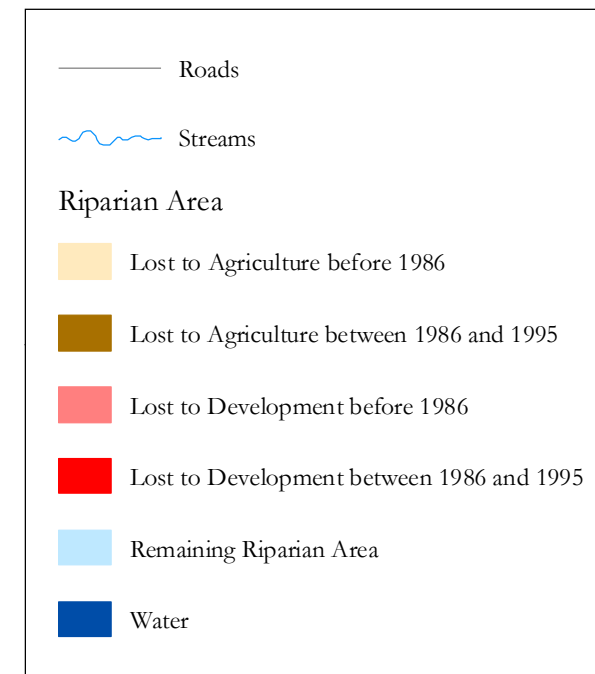 Roads
Streams
Riparian Area
Lost to Agriculture before 1986
Lost to Agriculture between 1986 and 1995
Lost to Development before 1986
Lost to Development between 1986 and 1995
Remaining Riparian Area
Water